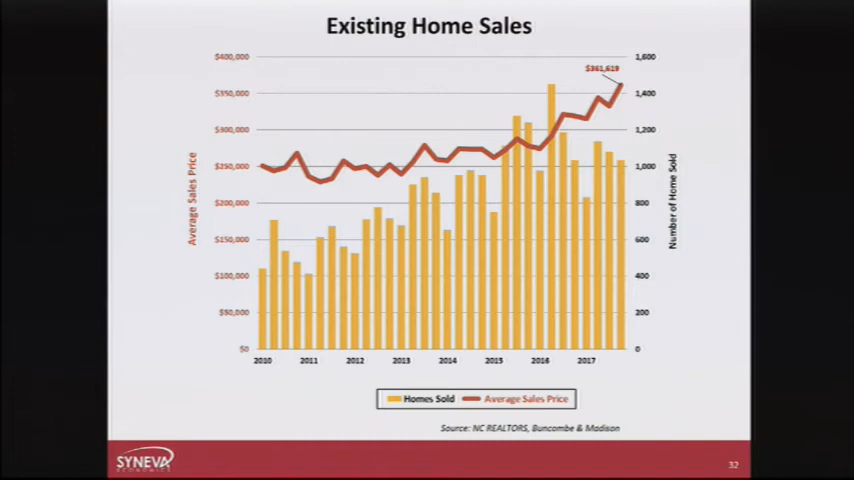 Existing Home Sales
$400,000
$350,000
$300,000
$250,000
$200,000
$150,000
$100,000
$50,000
$0
Average Sales Price
$361,619
1,600
1,400
1,200
1,000
800
600
400
200
0
Number of Home Sold
2010 2011 2012 2013 2014 2015 2016 2017
Homes Sold Average Sales Price
Source: NC REALTORS, Buncombe & Madison
SYNEVA
ECONOMICS
32